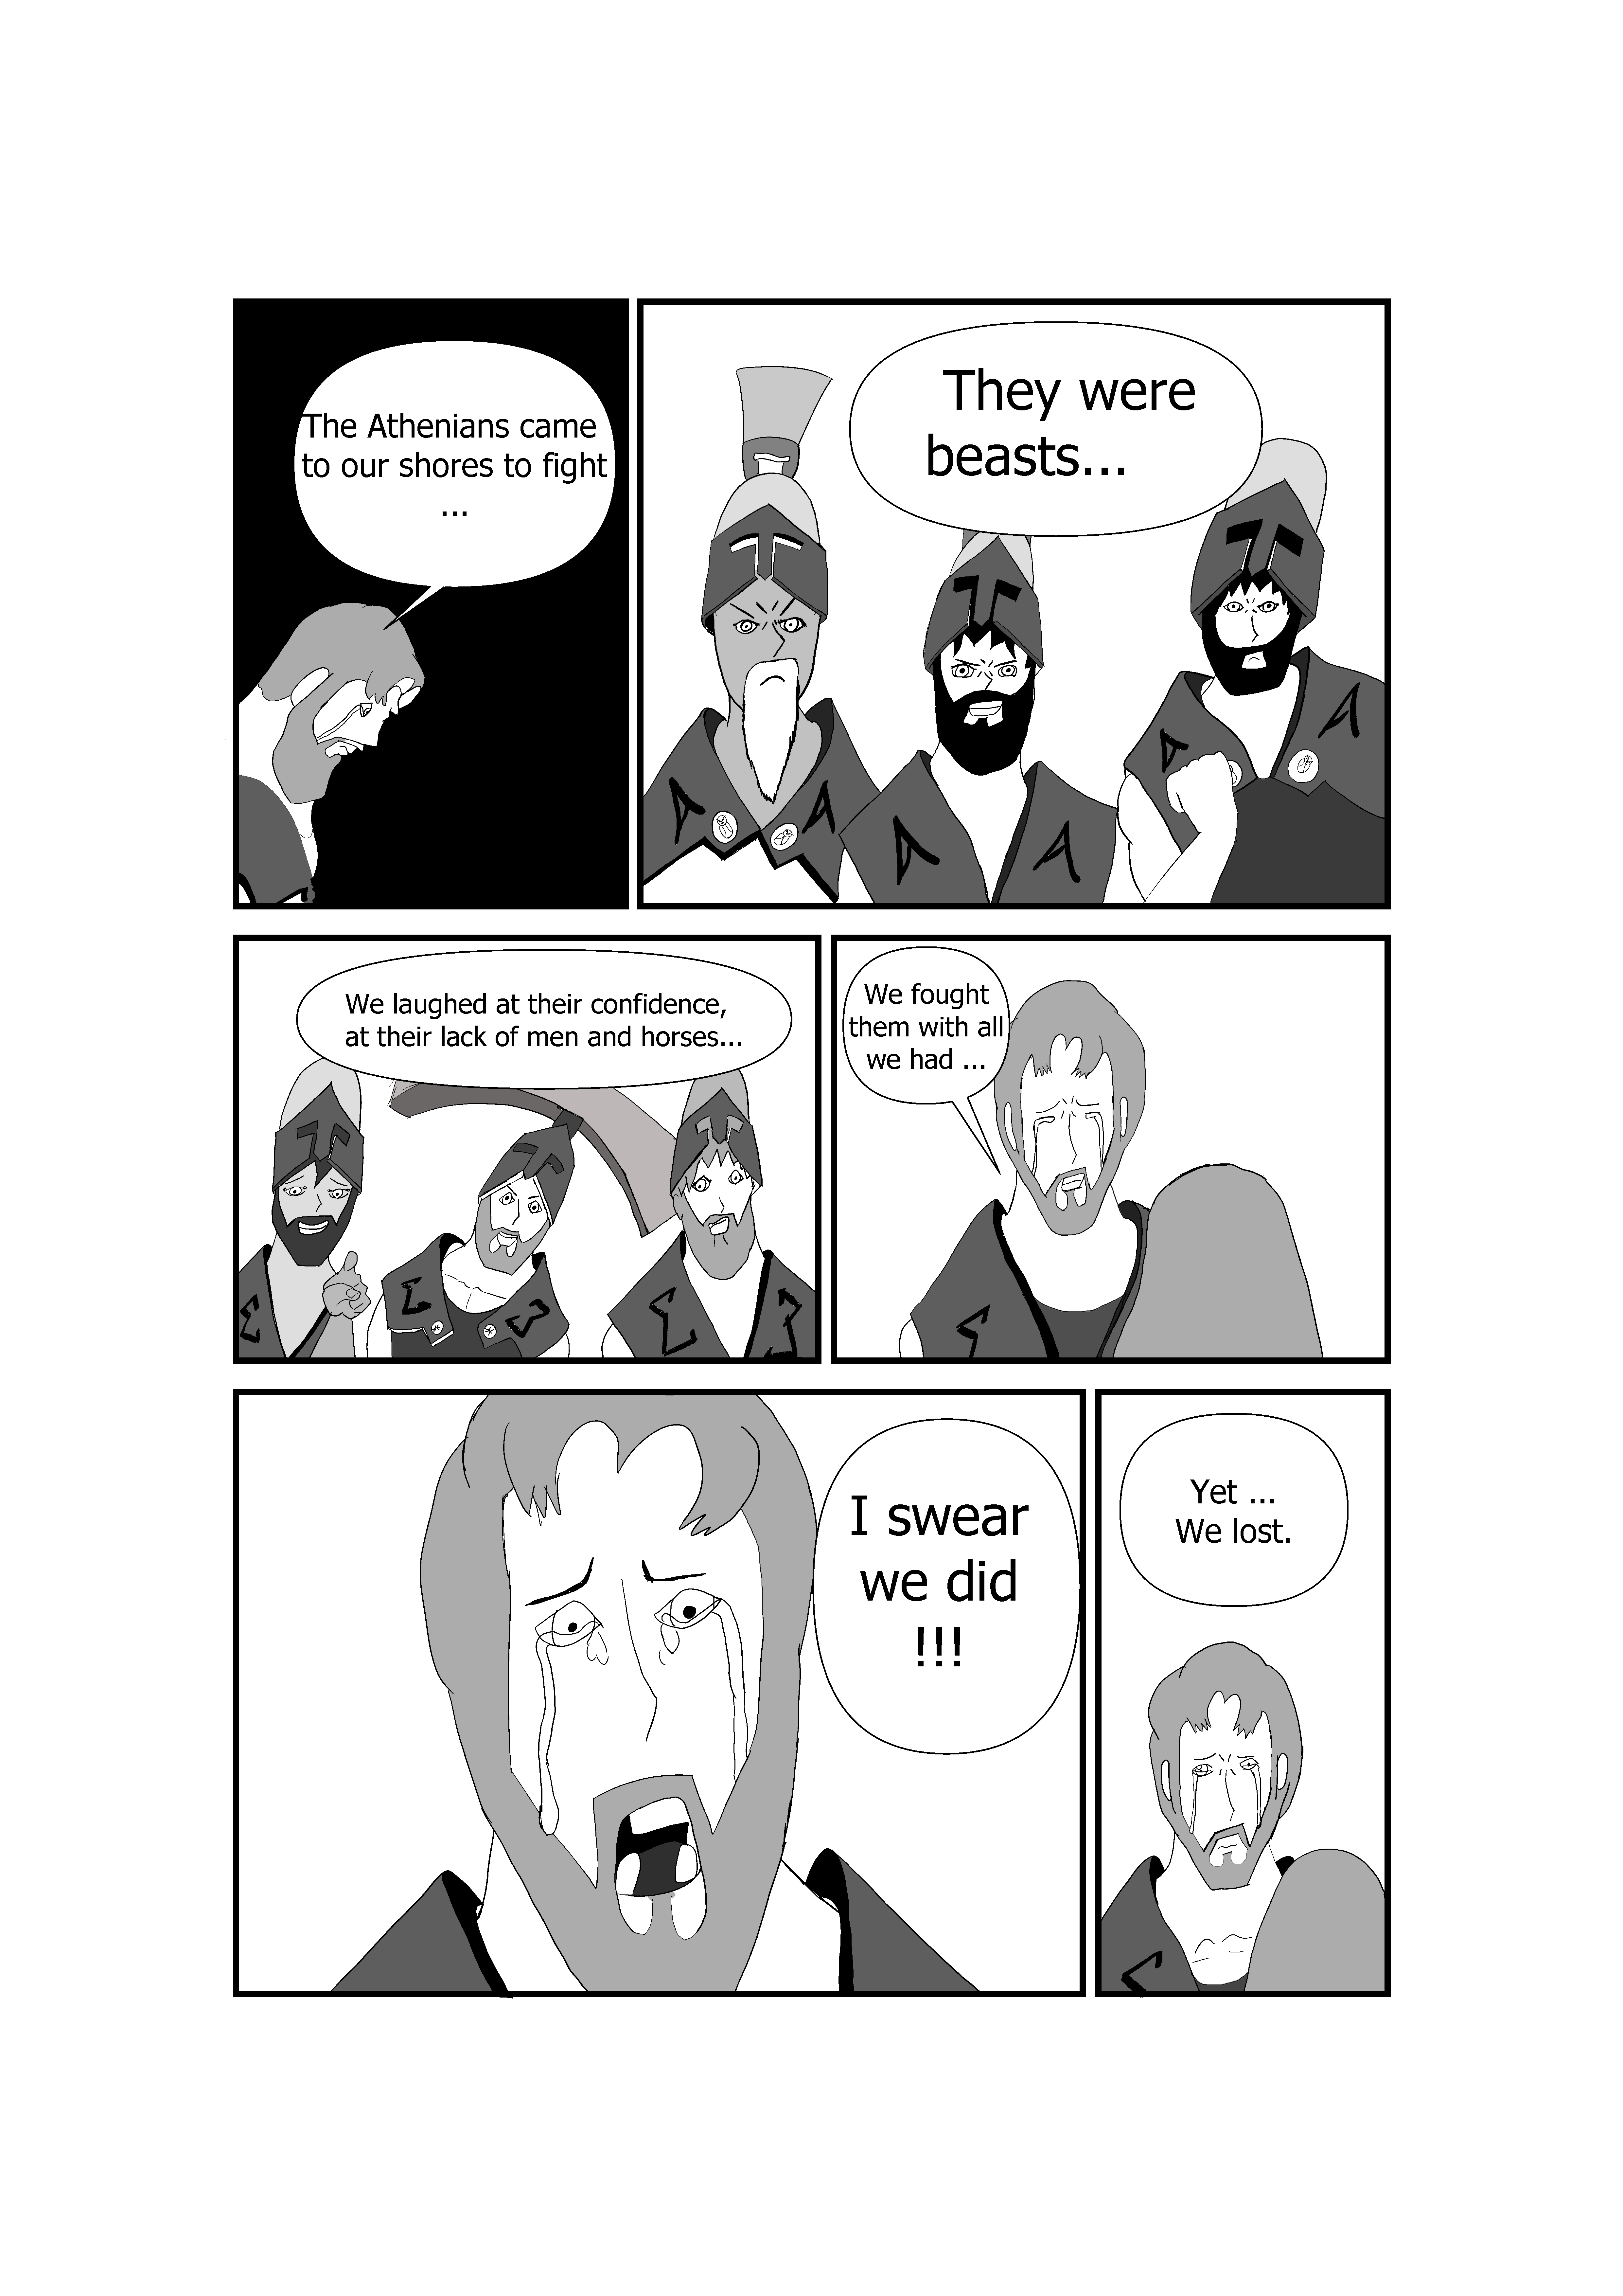 The Athenians came
to our shores to fight
...
They were
beasts...
A A
A A
A A
We laughed at their confidence,
at their lack of men and horses...
Σ
Σ Σ
Σ Σ
We fought
them with all
we had ...
Σ
I swear
we did
!!!
Yet ...
We lost.
Σ